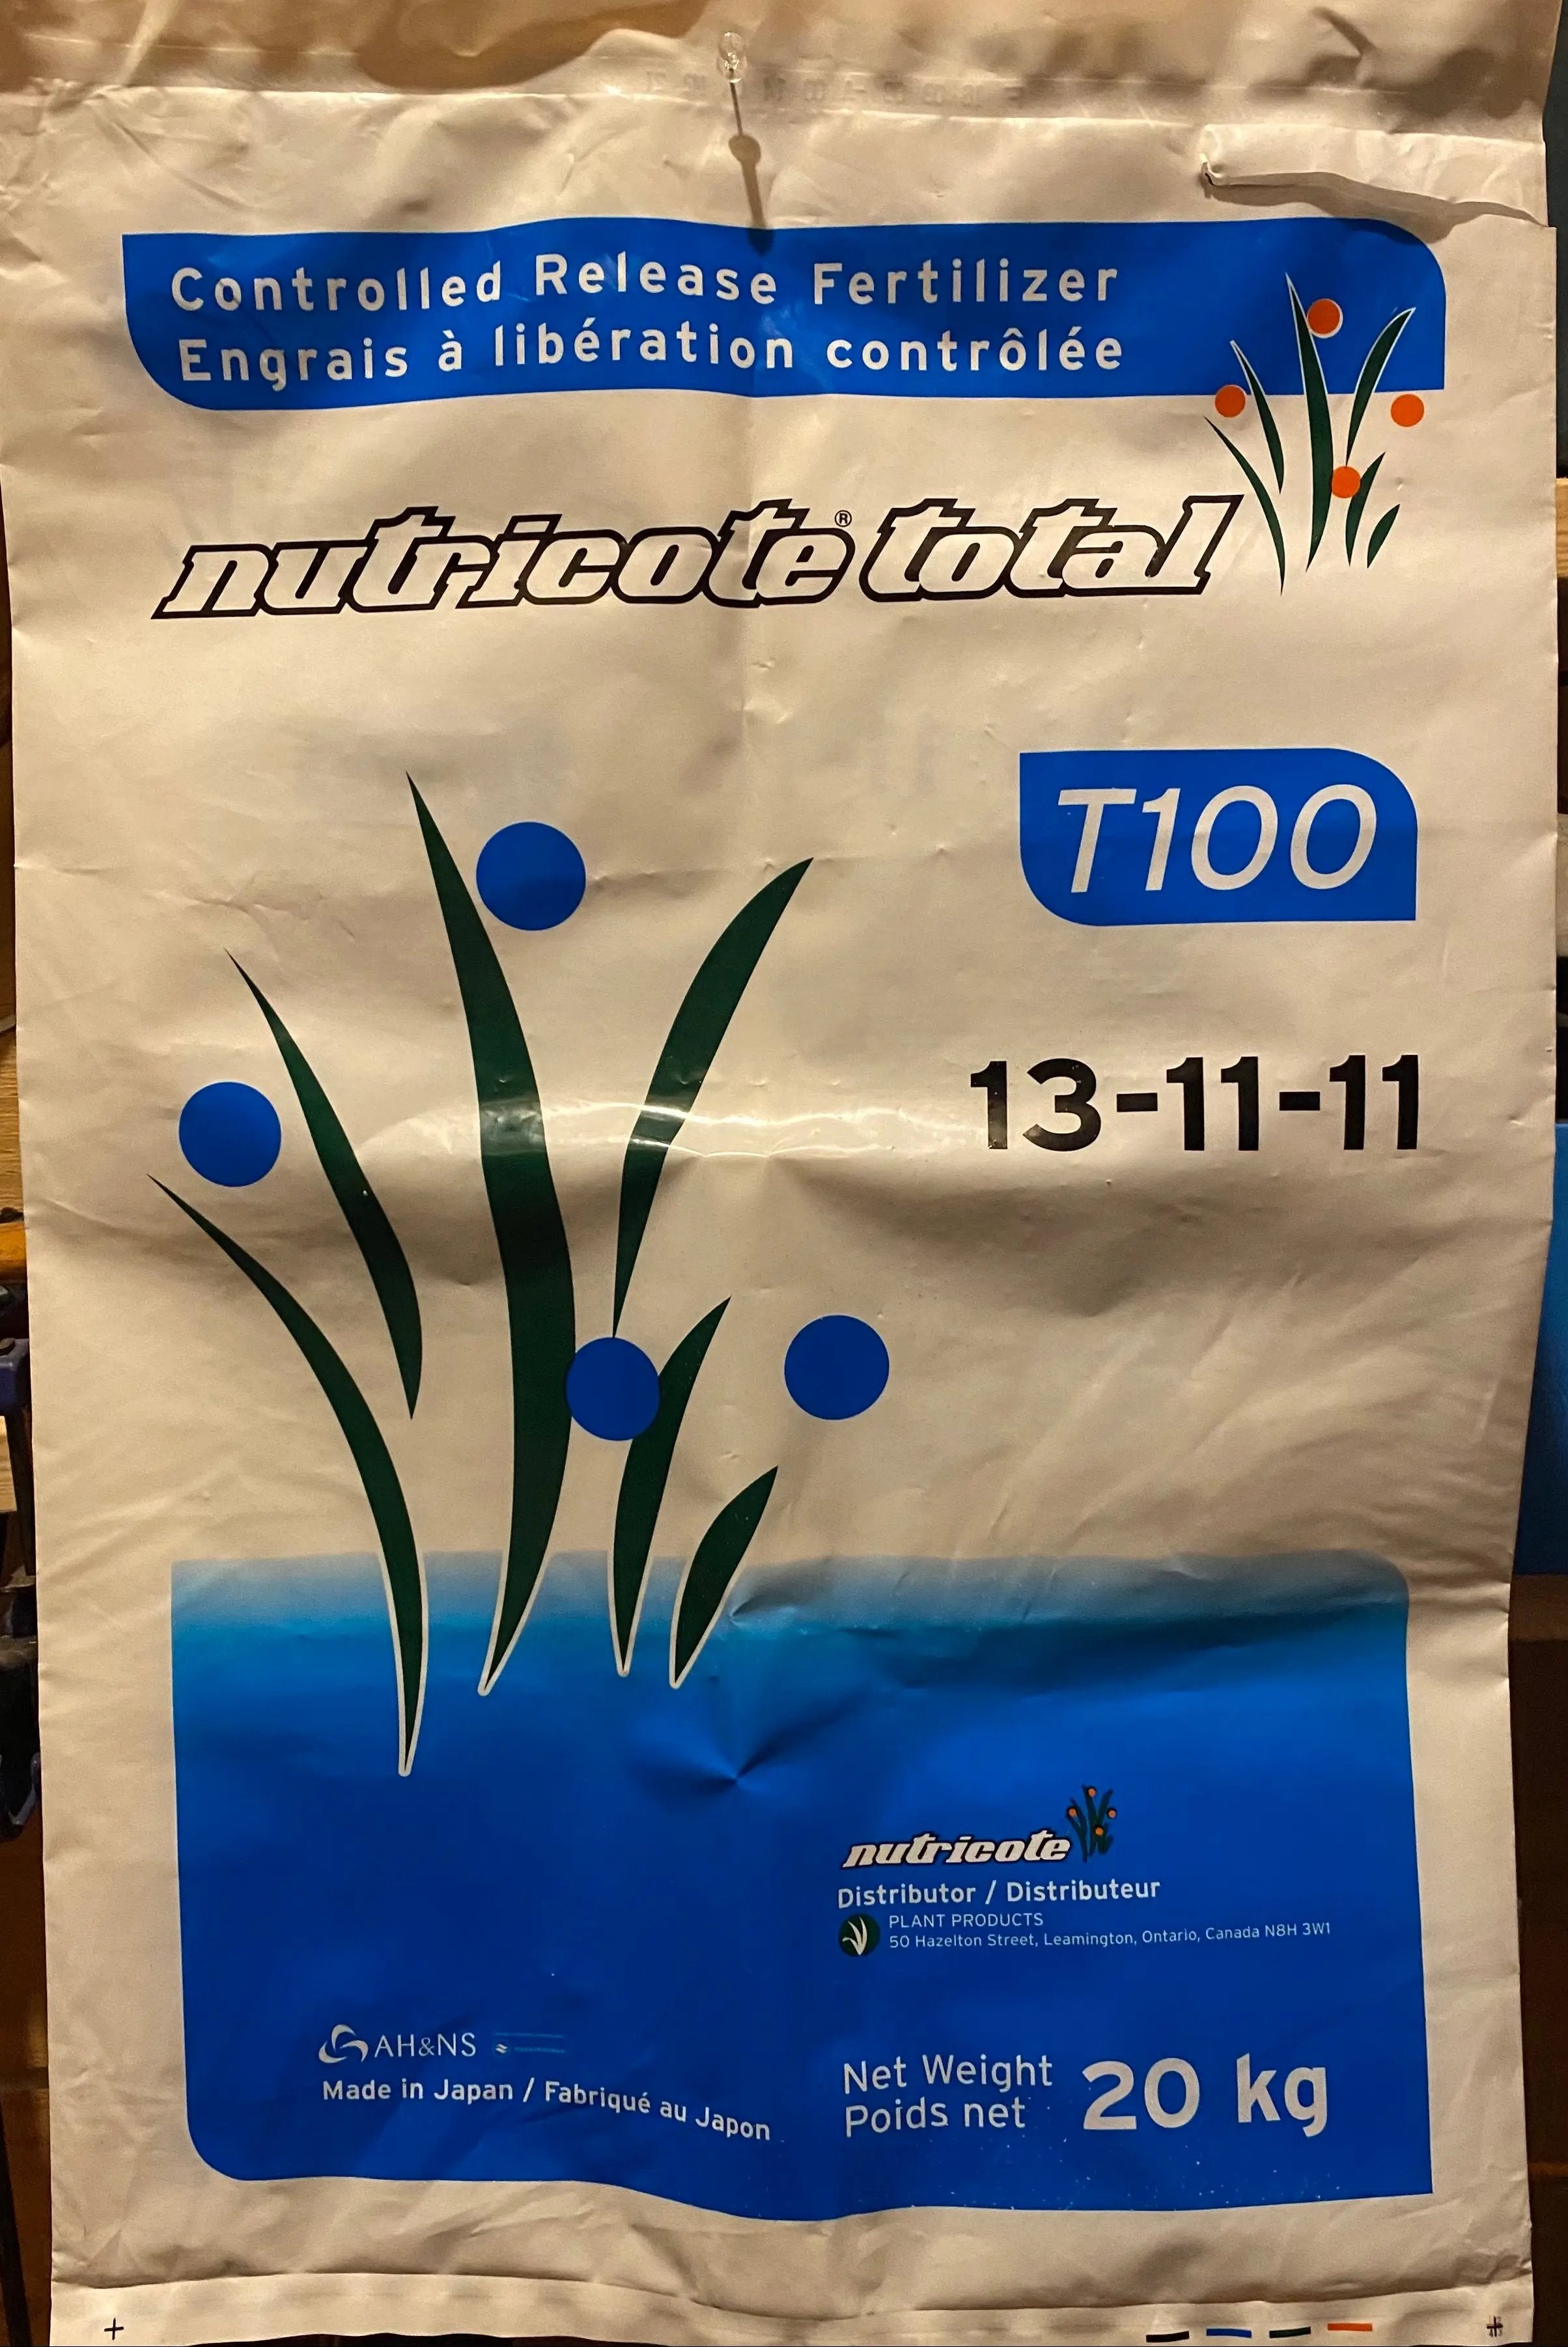 Controlled Release Fertilizer
Engrais à libération contrôlée
nutricote® total
T100
13-11-11
nutricote
Distributor / Distributeur
PLANT PRODUCTS
50 Hazelton Street, Leamington, Ontario, Canada N8H 3W1
AH&NS
Made in Japan / Fabriqué au Japon
Net Weight
Poids net
20 kg